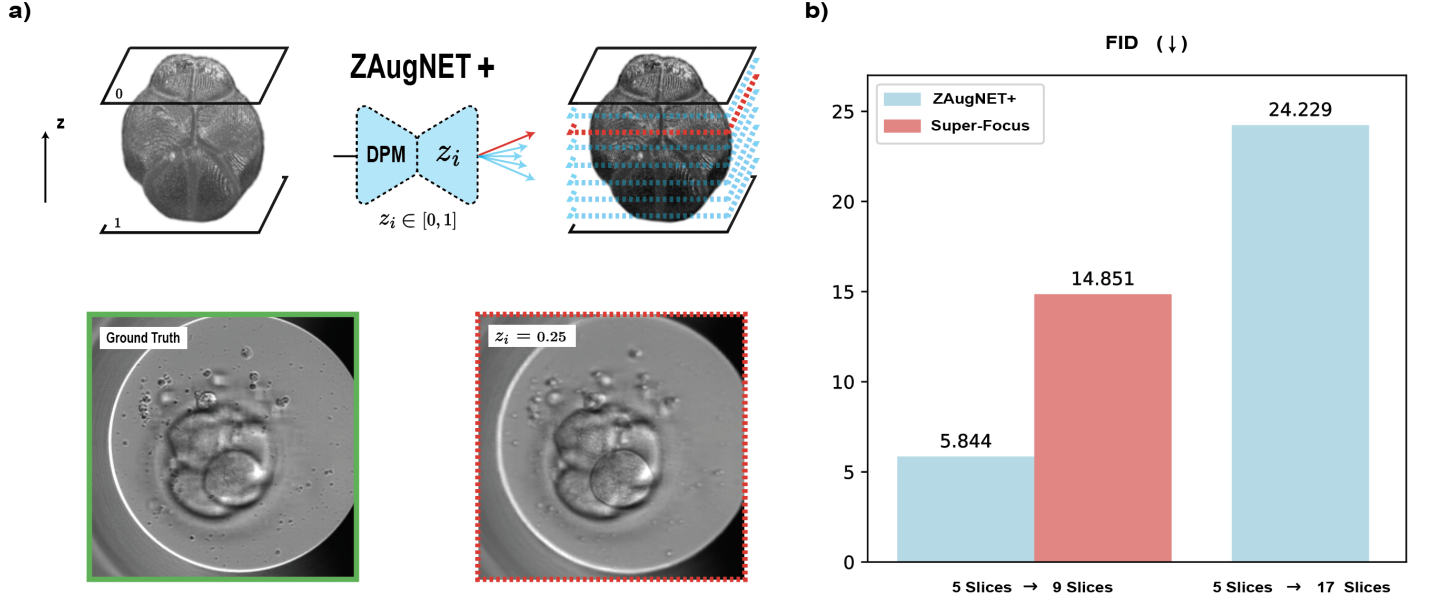 a)
ZAugNET +
0
z
DPM
z_i
z_i ∈ [0, 1]
1
Ground Truth
z_i = 0.25
b)
FID (↓)
ZAugNET+
Super-Focus
25
20
15
10
5
0
5.844
14.851
24.229
5 Slices → 9 Slices
5 Slices → 17 Slices